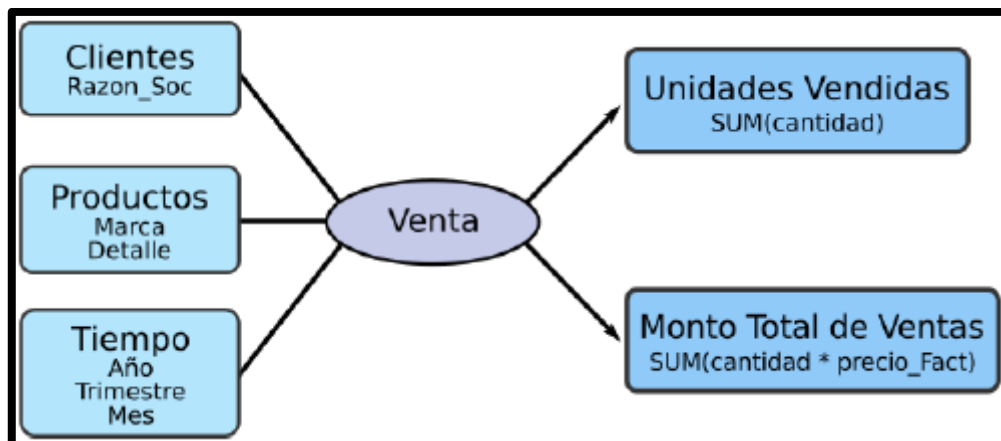 Clientes
Razon_Soc
Productos
Marca
Detalle
Tiempo
Año
Trimestre
Mes
Venta
Unidades Vendidas
SUM(cantidad)
Monto Total de Ventas
SUM(cantidad * precio_Fact)